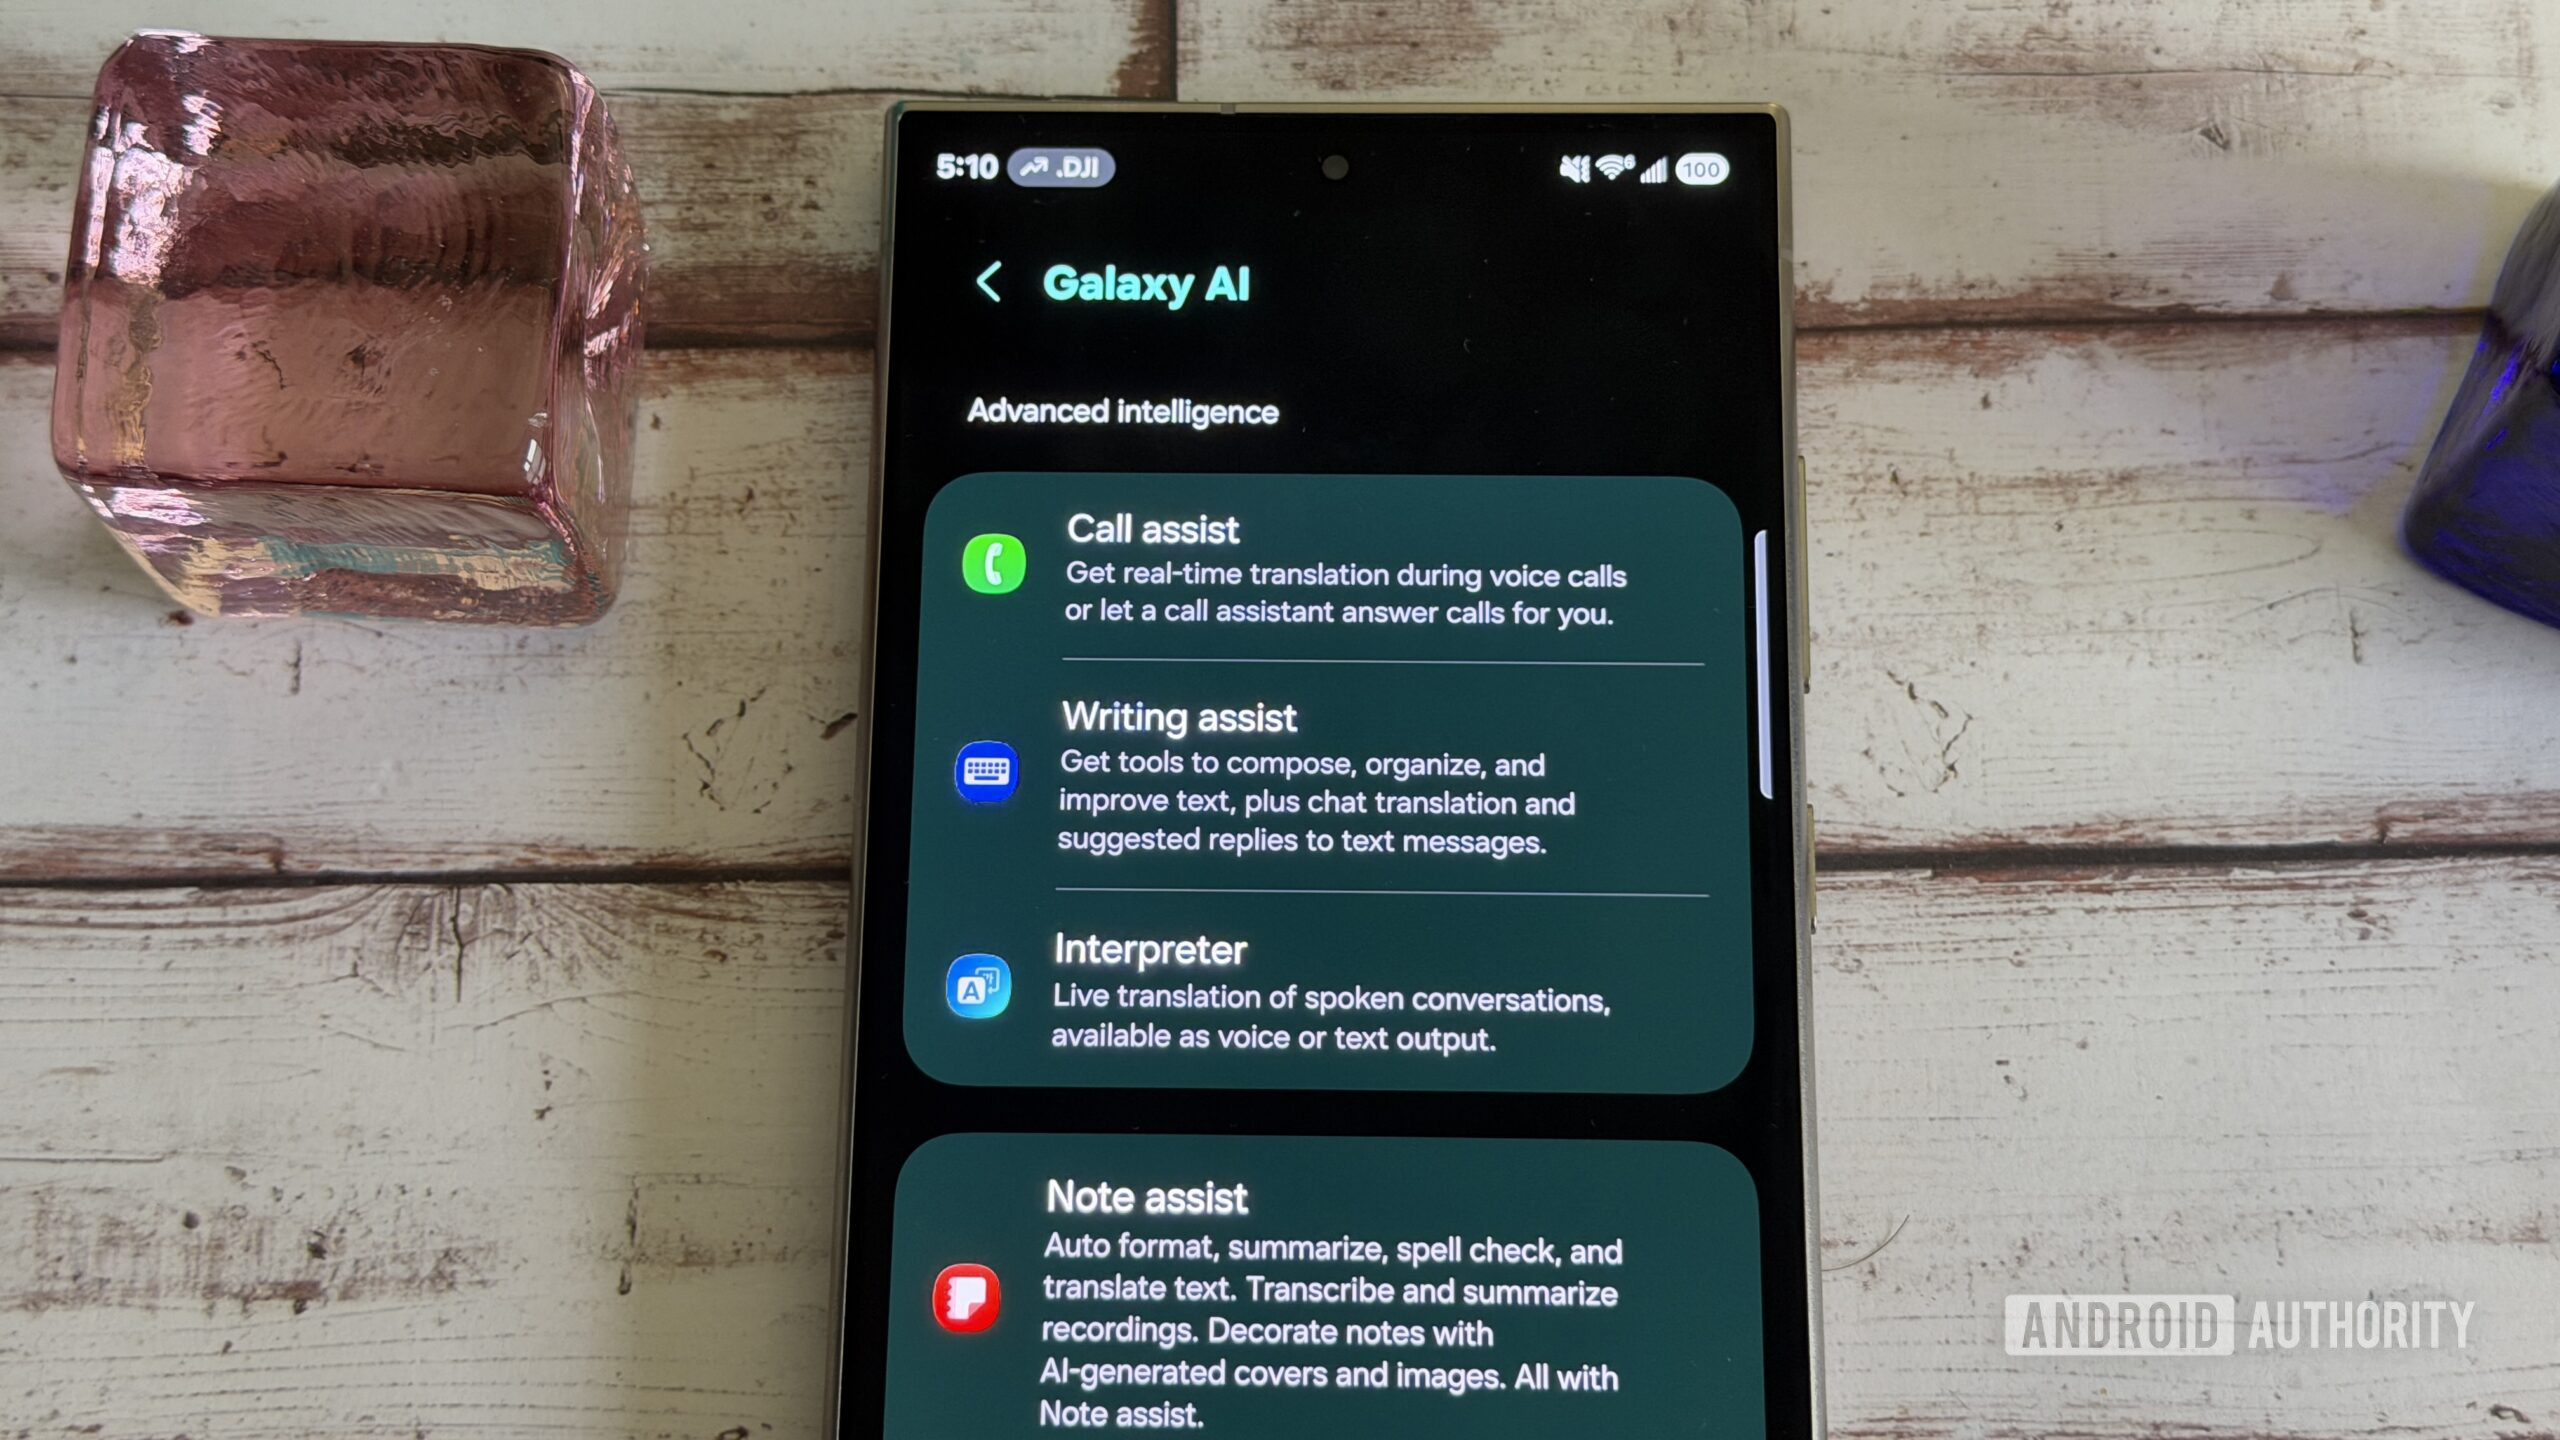 5:10 .DJI 6 100
Galaxy AI
Advanced intelligence
Call assist
Get real-time translation during voice calls
or let a call assistant answer calls for you.
Writing assist
Get tools to compose, organize, and
improve text, plus chat translation and
suggested replies to text messages.
A
Interpreter
Live translation of spoken conversations,
available as voice or text output.
Note assist
Auto format, summarize, spell check, and
translate text. Transcribe and summarize
recordings. Decorate notes with
AI-generated covers and images. All with
Note assist.
ANDROID AUTHORITY